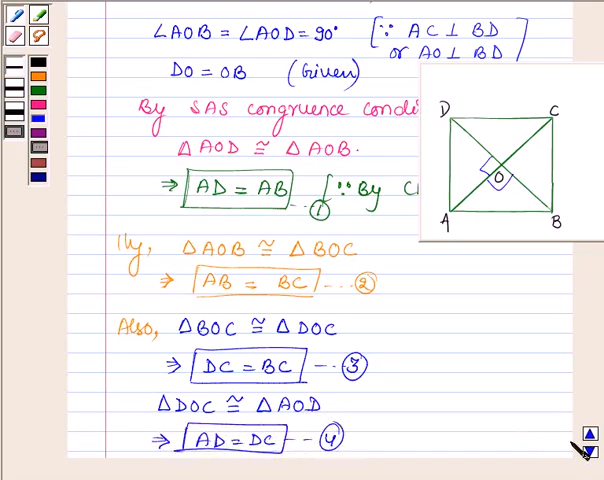 ∠AOB = ∠AOD = 90° [∵ AC ⊥ BD
or AO ⊥ BD]
DO = OB (Given)
By SAS congruence
△AOD ≅ △AOB.
⇒ AD = AB ...① [∵ By
lly, △AOB ≅ △BOC
⇒ AB = BC ...②
Also, △BOC ≅ △DOC
⇒ DC = BC ...③
△DOC ≅ △AOD
⇒ AD = DC ...④
D C
O
A B